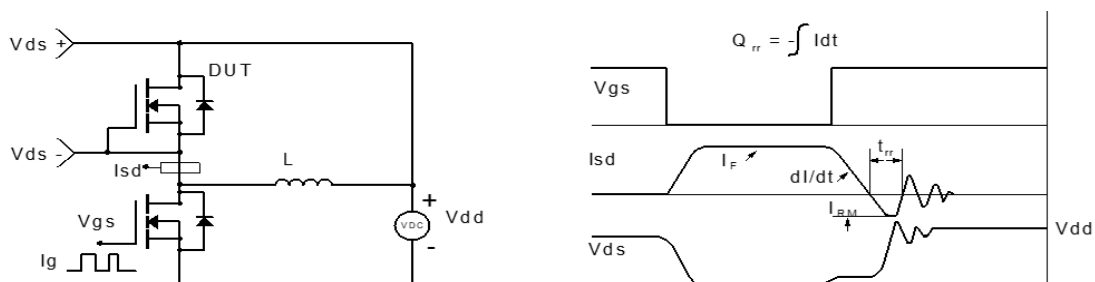 Vds +
DUT
Vds -
Isd
L
Vgs
Ig
+
VDC
-
Vdd
Q rr = -∫ Idt
Vgs
Isd
I F
dI/dt
t rr
I RM
Vds
Vdd